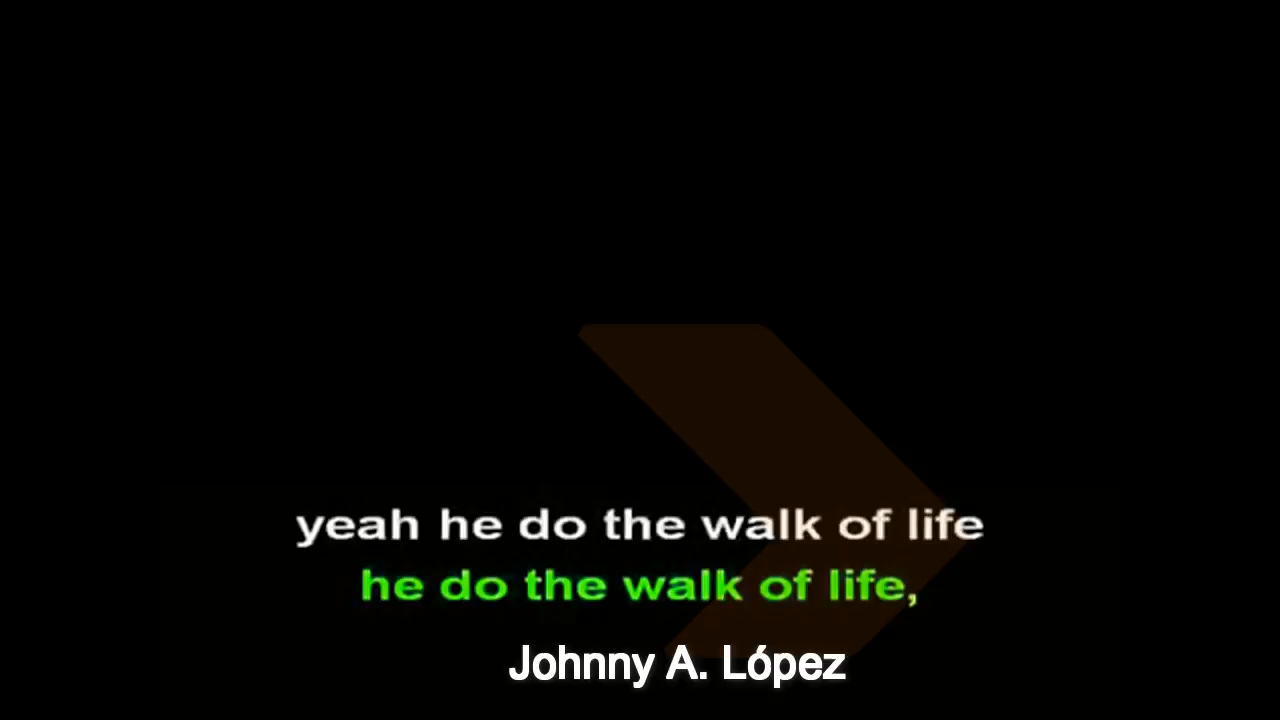 yeah he do the walk of life
he do the walk of life,
Johnny A. López